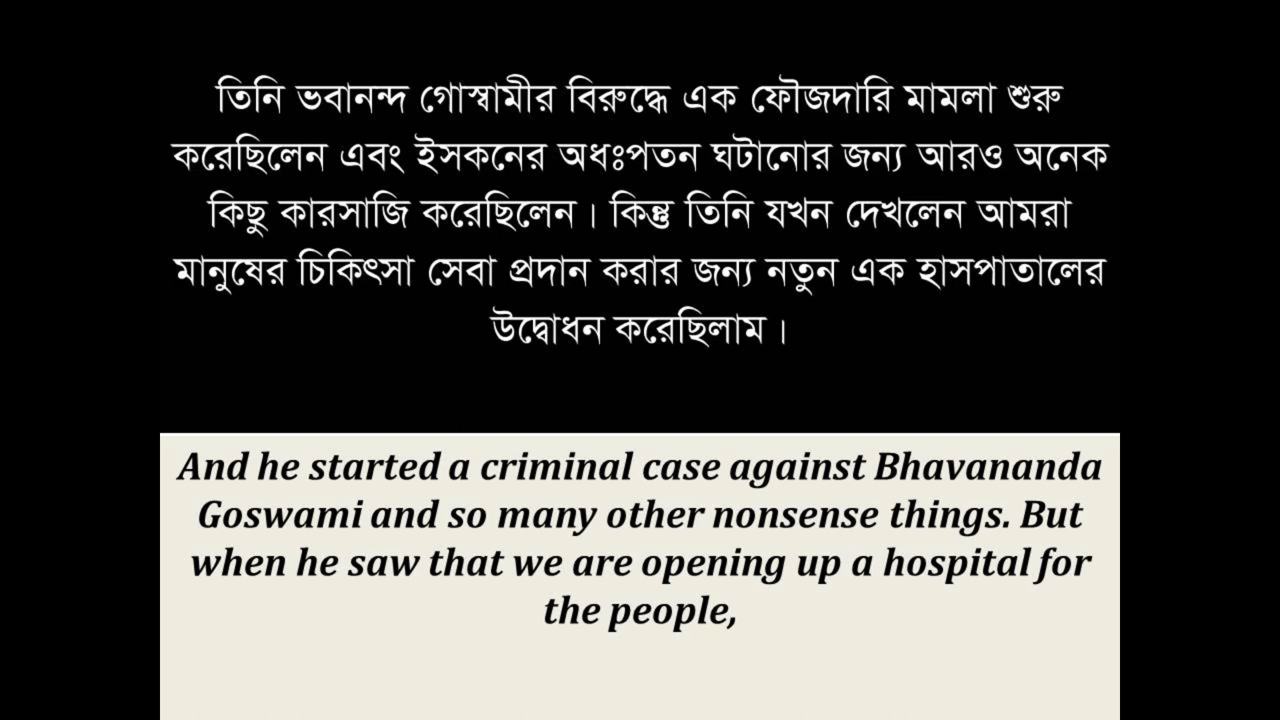 তিনি ভবানন্দ গোস্বামীর বিরুদ্ধে এক ফৌজদারি মামলা শুরু
করেছিলেন এবং ইসকনের অধঃপতন ঘটানোর জন্য আরও অনেক
কিছু কারসাজি করেছিলেন। কিন্তু তিনি যখন দেখলেন আমরা
মানুষের চিকিৎসা সেবা প্রদান করার জন্য নতুন এক হাসপাতালের
উদ্বোধন করেছিলাম।
And he started a criminal case against Bhavananda
Goswami and so many other nonsense things. But
when he saw that we are opening up a hospital for
the people,